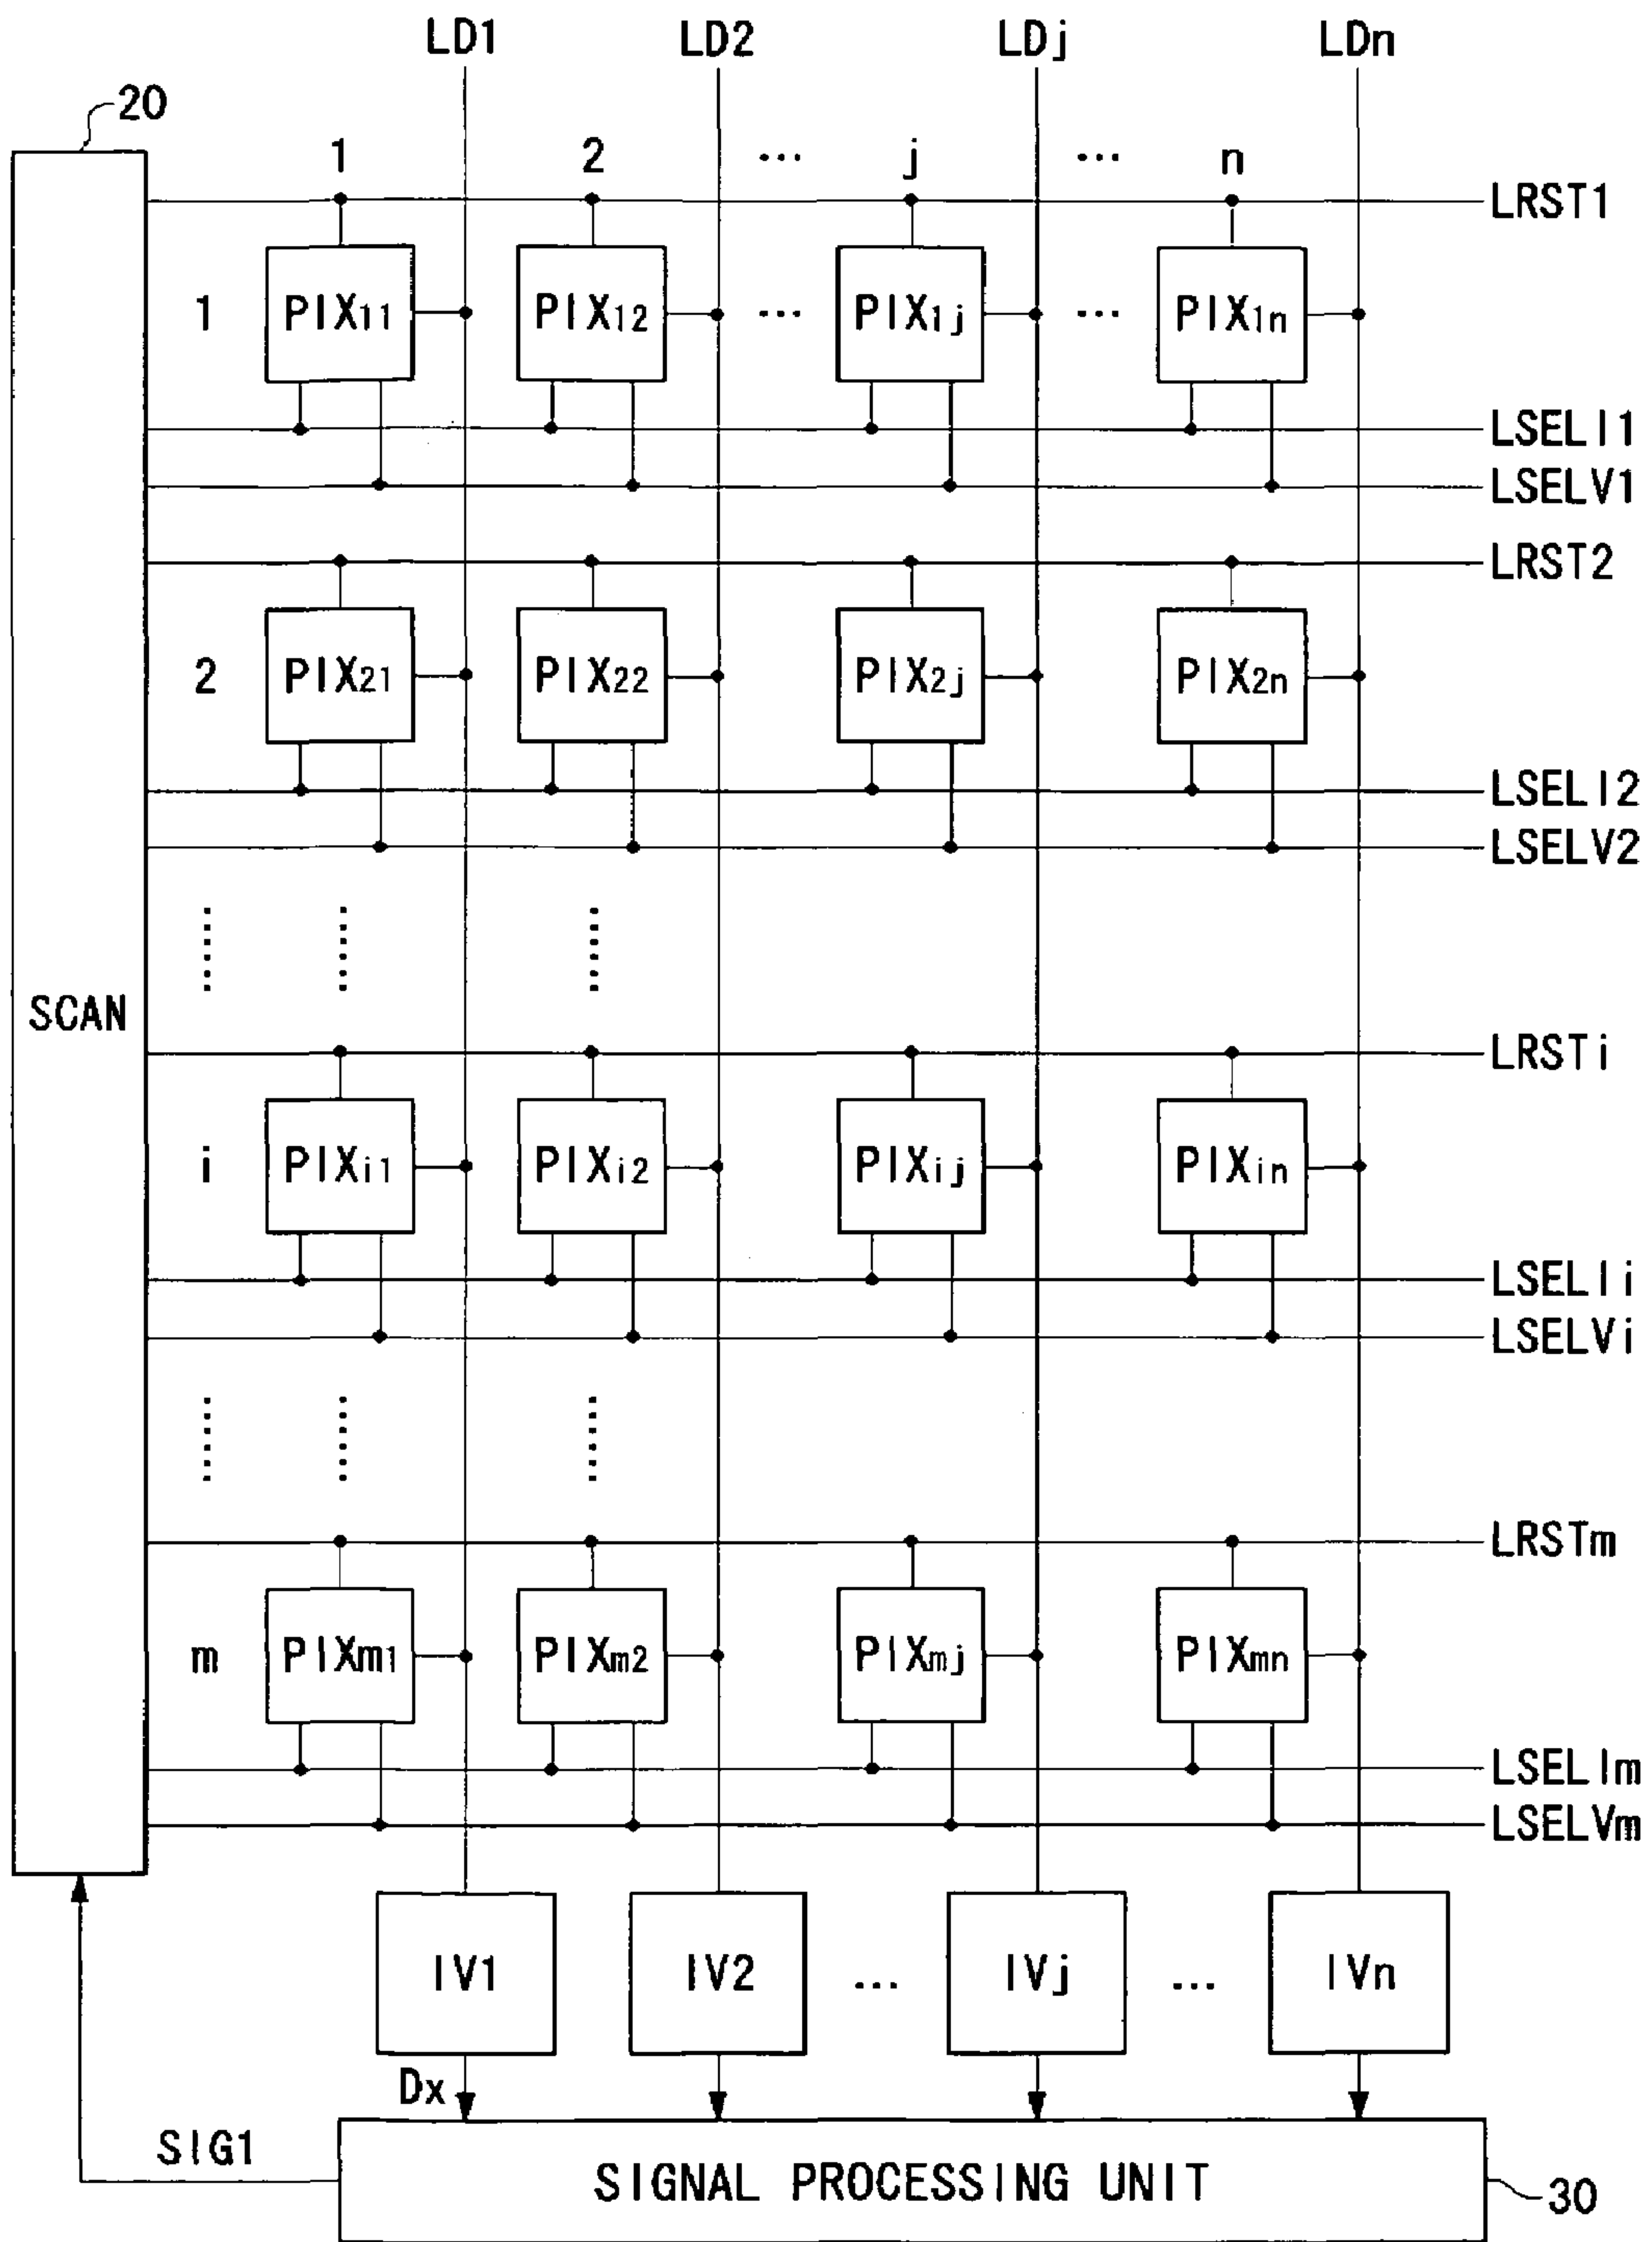 LD1 LD2 LDj LDn
20
1 2 ... j ... n
LRST1
1 PIX11 PIX12 ... PIX1j ... PIX1n
LSELI1
LSELV1
LRST2
2 PIX21 PIX22 PIX2j PIX2n
LSELI2
LSELV2
SCAN
LRSTi
i PIXi1 PIXi2 PIXij PIXin
LSELIi
LSELVi
LRSTm
m PIXm1 PIXm2 PIXmj PIXmn
LSELIm
LSELVm
IV1 IV2 ... IVj ... IVn
Dx
SIG1
SIGNAL PROCESSING UNIT
30